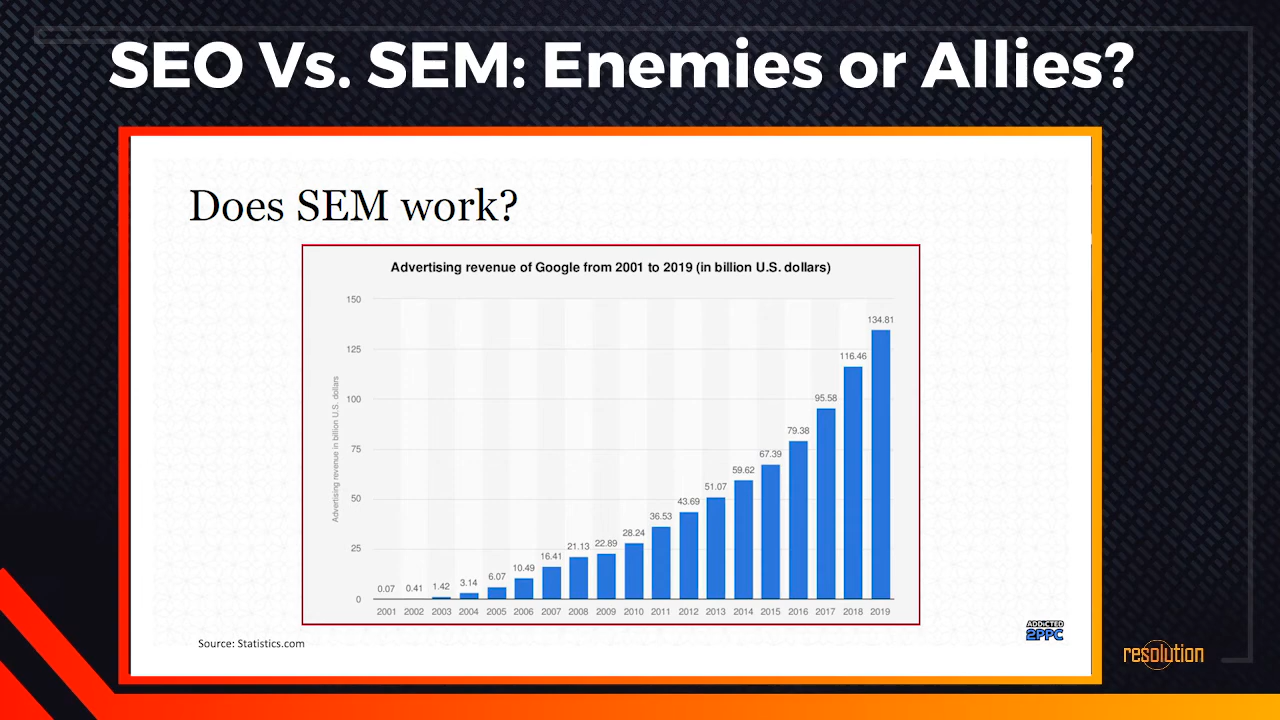 SEO Vs. SEM: Enemies or Allies?
Does SEM work?
Advertising revenue of Google from 2001 to 2019 (in billion U.S. dollars)
Advertising revenue in billion U.S. dollars
150
125
100
75
50
25
0
0.07 0.41 1.42 3.14 6.07 10.49 16.41 21.13 22.89 28.24 36.53 43.69 51.07 59.62 67.39 79.38 95.58 116.46 134.81
2001 2002 2003 2004 2005 2006 2007 2008 2009 2010 2011 2012 2013 2014 2015 2016 2017 2018 2019
Source: Statistics.com
ADDICTED
2PPC
resolution